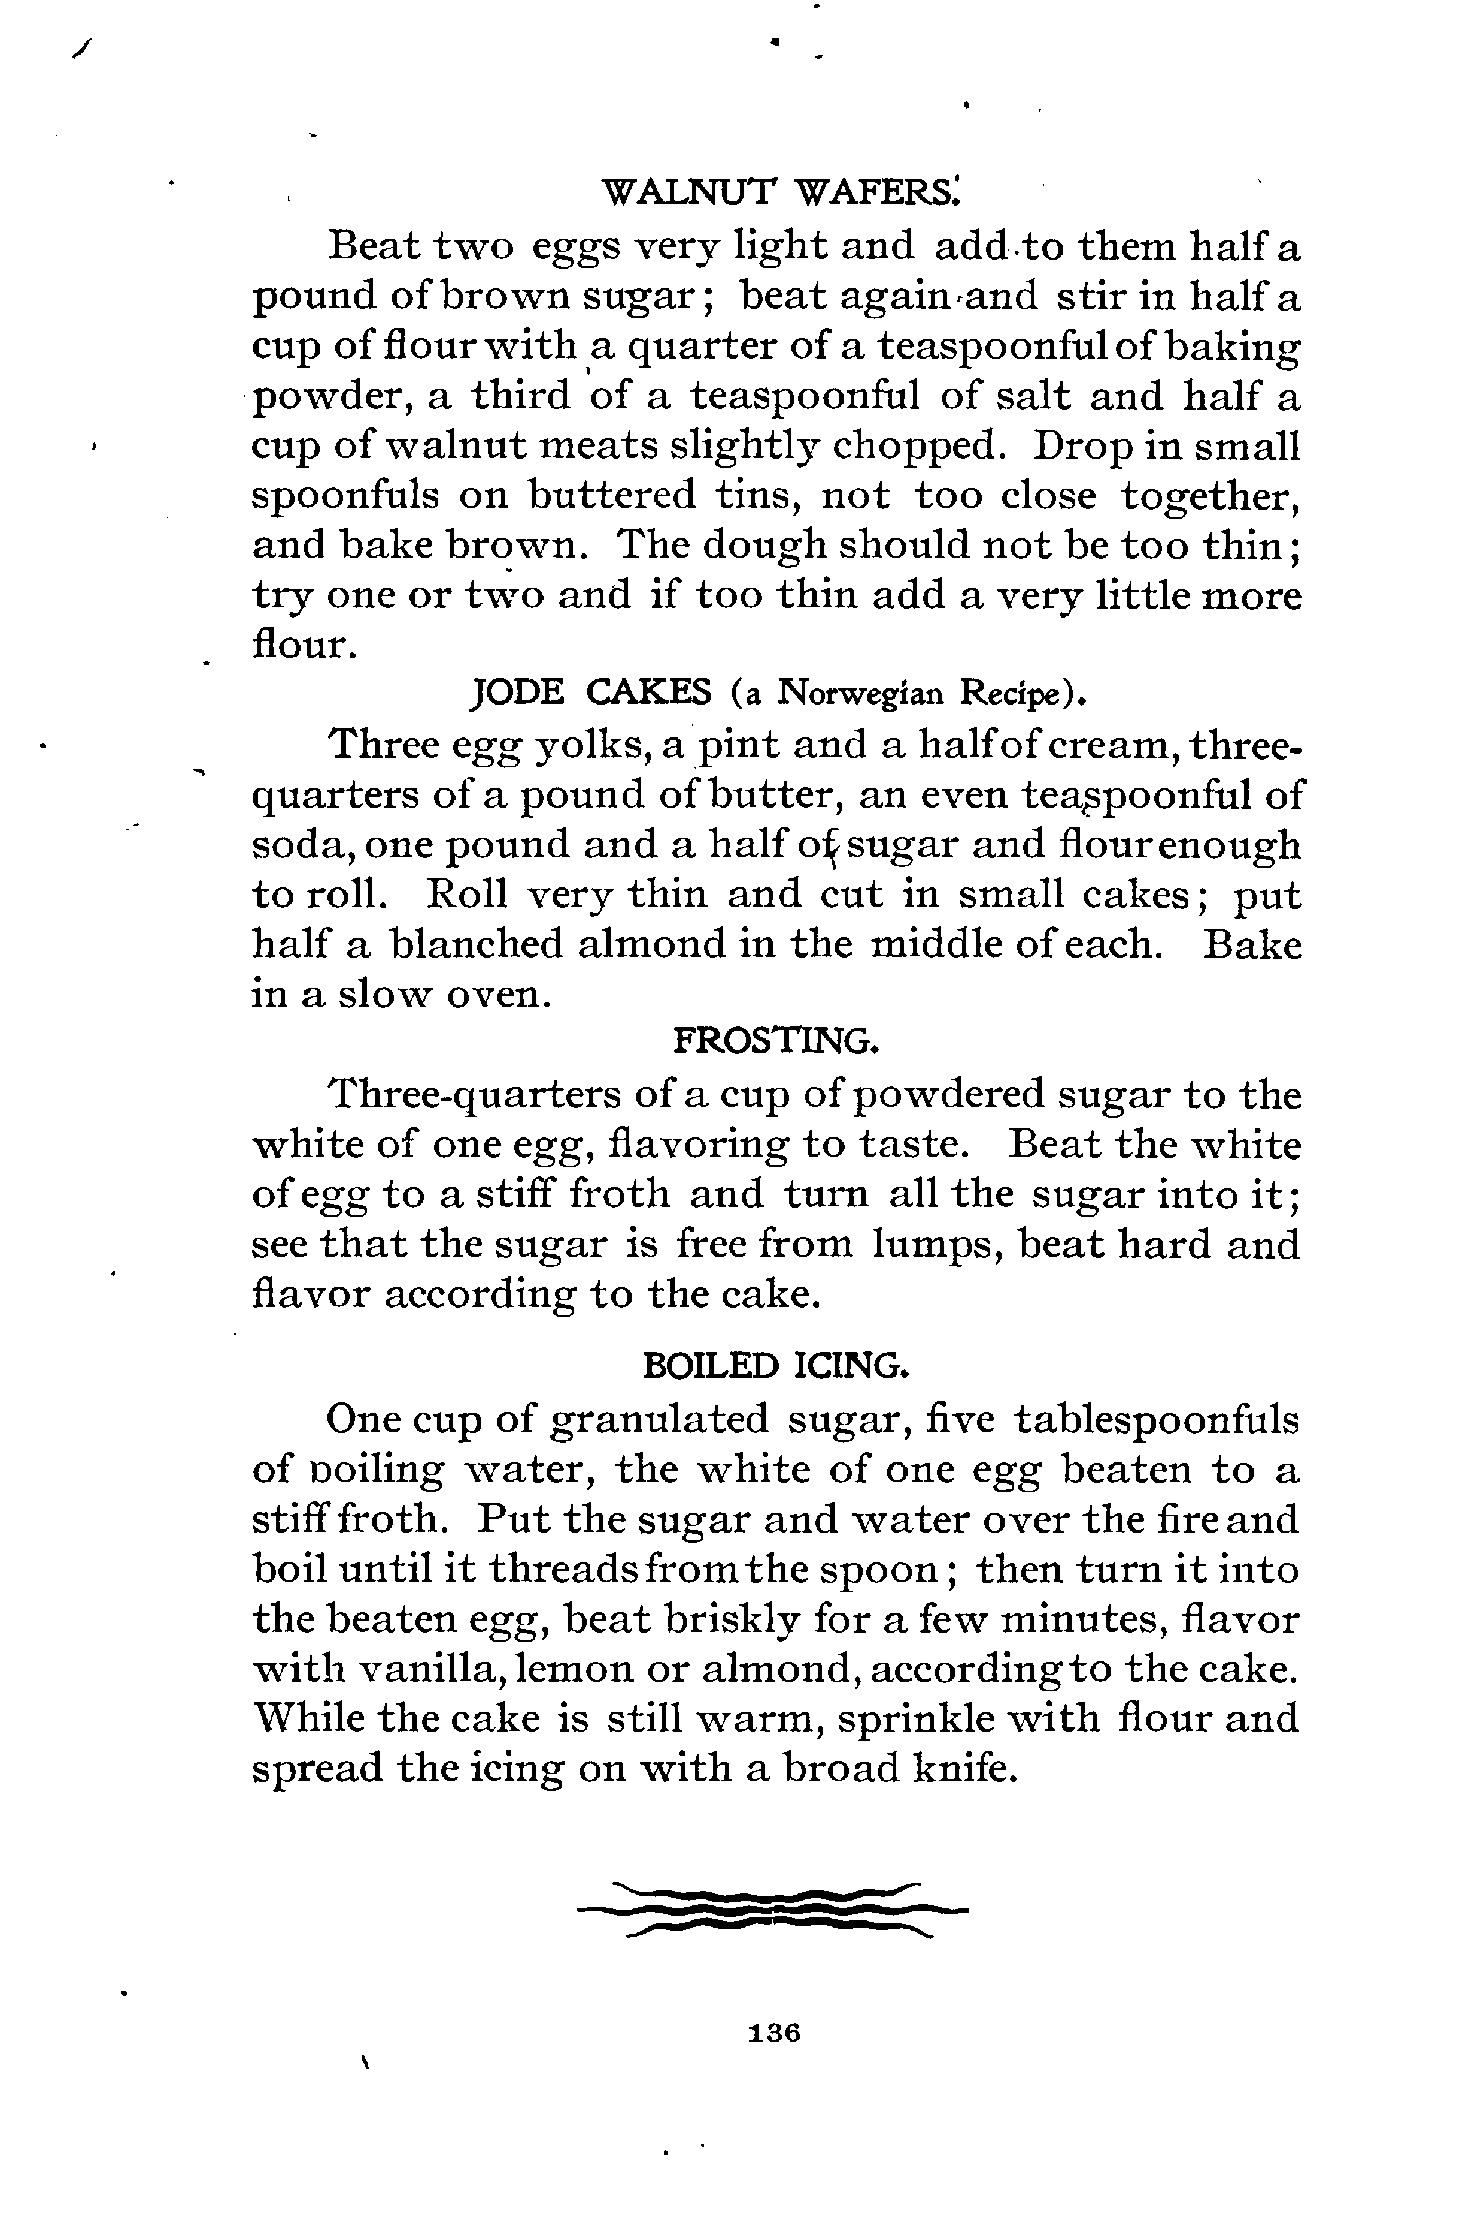 WALNUT WAFERS.
Beat two eggs very light and add to them half a
pound of brown sugar; beat again and stir in half a
cup of flour with a quarter of a teaspoonful of baking
powder, a third of a teaspoonful of salt and half a
cup of walnut meats slightly chopped. Drop in small
spoonfuls on buttered tins, not too close together,
and bake brown. The dough should not be too thin;
try one or two and if too thin add a very little more
flour.
JODE CAKES (a Norwegian Recipe).
Three egg yolks, a pint and a half of cream, three-
quarters of a pound of butter, an even teaspoonful of
soda, one pound and a half of sugar and flour enough
to roll. Roll very thin and cut in small cakes; put
half a blanched almond in the middle of each. Bake
in a slow oven.
FROSTING.
Three-quarters of a cup of powdered sugar to the
white of one egg, flavoring to taste. Beat the white
of egg to a stiff froth and turn all the sugar into it;
see that the sugar is free from lumps, beat hard and
flavor according to the cake.
BOILED ICING.
One cup of granulated sugar, five tablespoonfuls
of boiling water, the white of one egg beaten to a
stiff froth. Put the sugar and water over the fire and
boil until it threads from the spoon; then turn it into
the beaten egg, beat briskly for a few minutes, flavor
with vanilla, lemon or almond, according to the cake.
While the cake is still warm, sprinkle with flour and
spread the icing on with a broad knife.
136